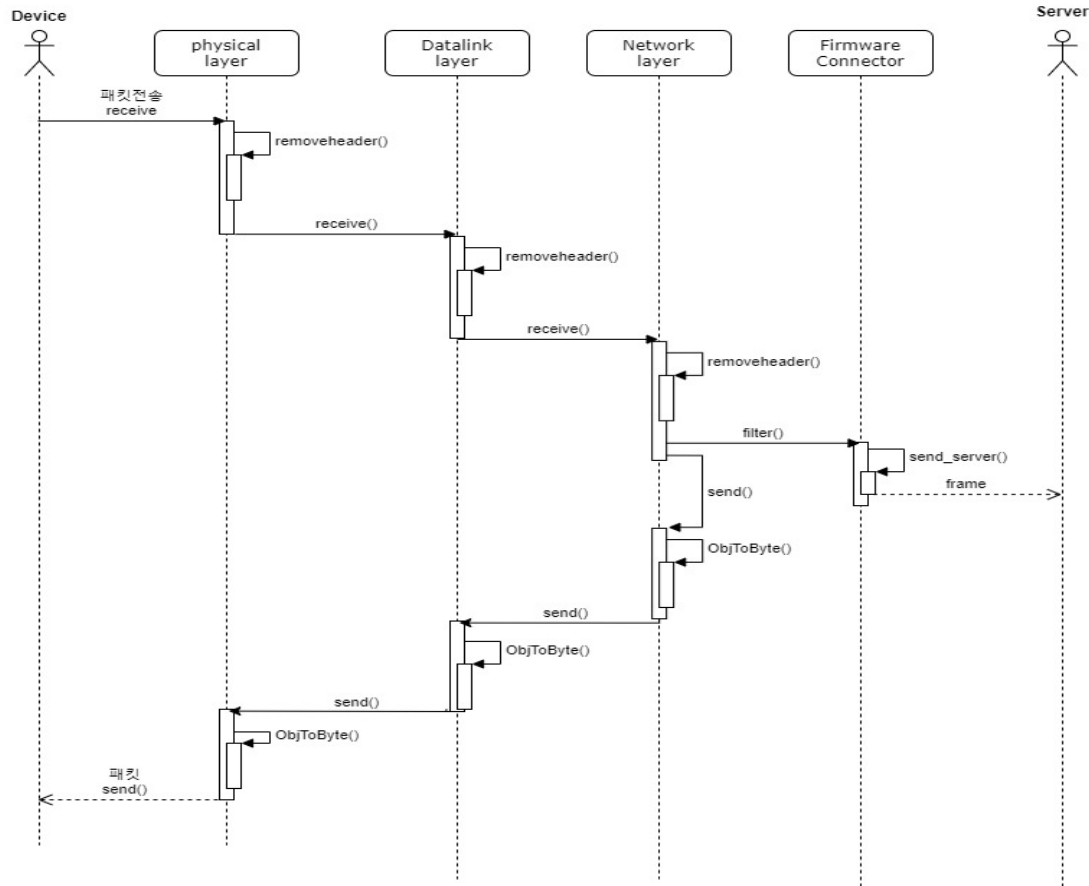 Device
Server
physical
layer
Datalink
layer
Network
layer
Firmware
Connector
패킷전송
receive
removeheader()
receive()
removeheader()
receive()
removeheader()
filter()
send_server()
frame
send()
ObjToByte()
send()
ObjToByte()
send()
ObjToByte()
패킷
send()